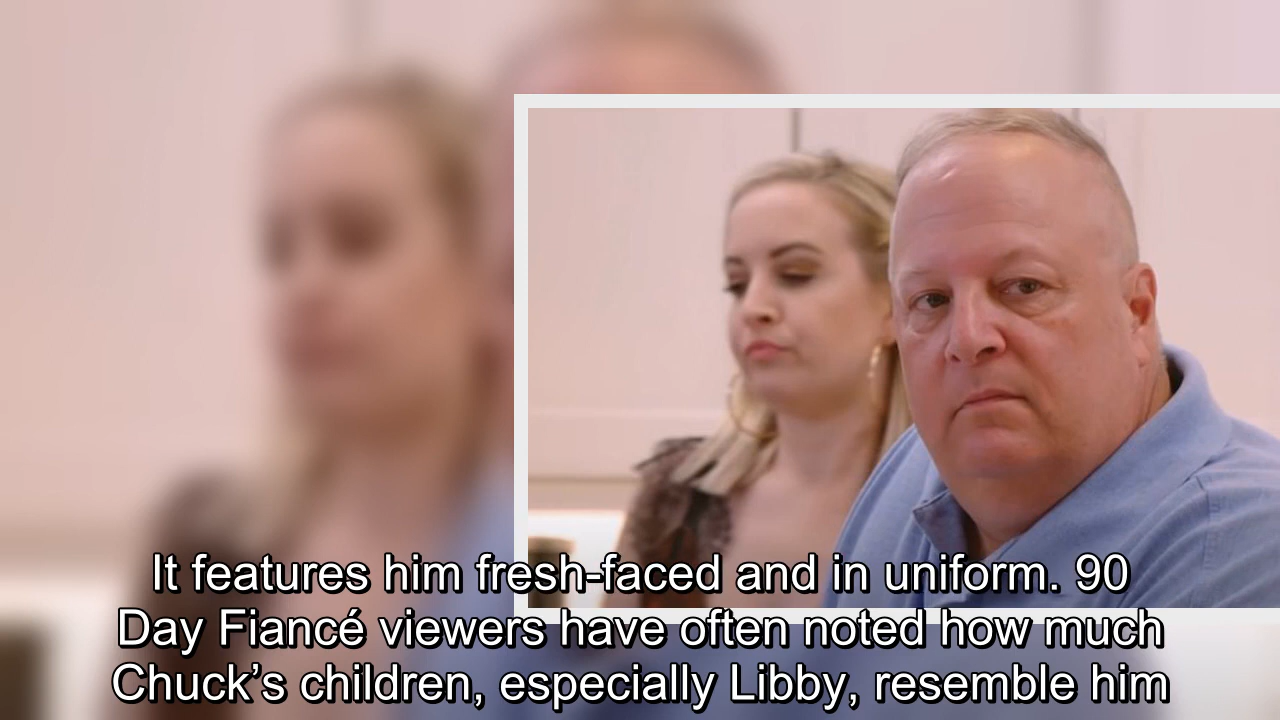 It features him fresh-faced and in uniform. 90
Day Fiancé viewers have often noted how much
Chuck’s children, especially Libby, resemble him